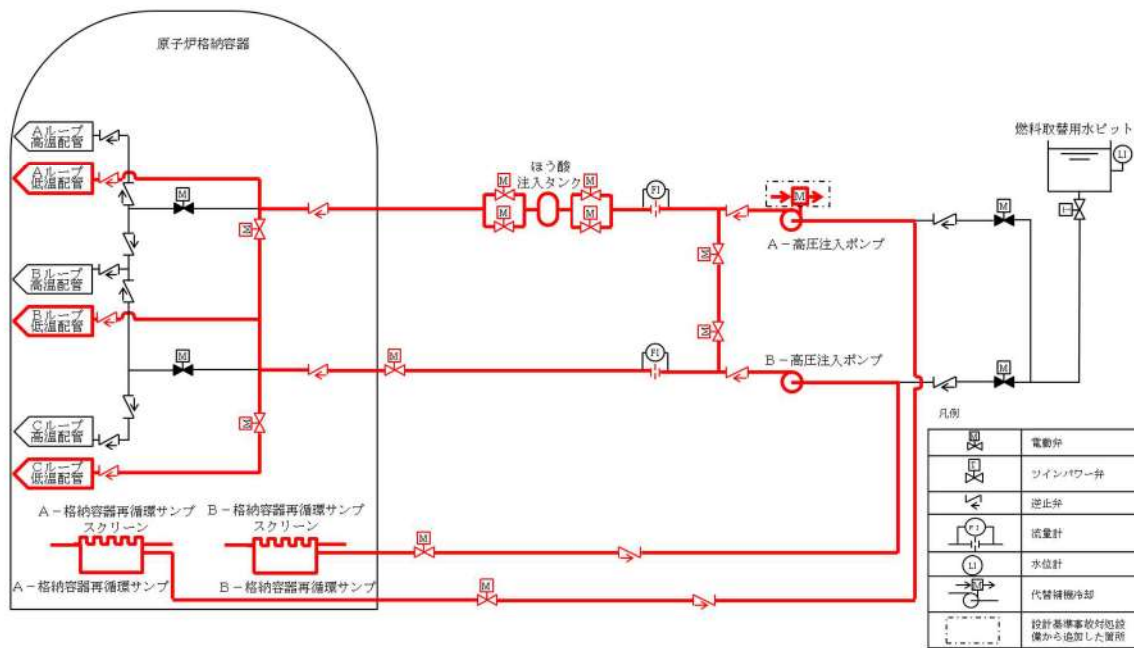 原子炉格納容器
Aループ
高温配管
Aループ
低温配管
M
Bループ
高温配管
Bループ
低温配管
M
Cループ
高温配管
Cループ
低温配管
M
M
ほう酸
注入タンク
M
M
M
M
FI
M
A-高圧注入ポンプ
M
M
M
FI
B-高圧注入ポンプ
燃料取替用水ピット
LI
M
M
A-格納容器再循環サンプ
スクリーン
A-格納容器再循環サンプ
B-格納容器再循環サンプ
スクリーン
B-格納容器再循環サンプ
M
M
凡例
M
電動弁
ツインパワー弁
逆止弁
FI
流量計
LI
水位計
M
代替補機冷却
設計基準事故対処設
備から追加した箇所